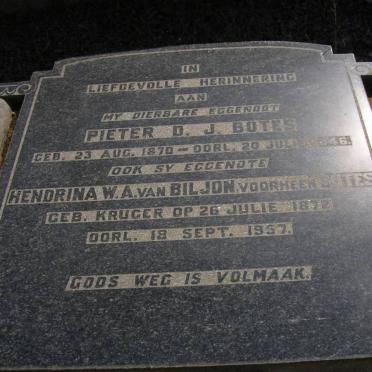 IN
LIEFDEVOLLE HERINNERING
AAN
MY DIERBARE EGGENOOT
PIETER D. J. BOTES
GEB. 23 AUG. 1870 — OORL. 20 JULIE 1946.
OOK SY EGGENOTE
HENDRINA W.A. VAN BILJON, VOORHEEN BOTES
GEB. KRUGER OP 26 JULIE 1872
OORL. 18 SEPT. 1957.
GODS WEG IS VOLMAAK.